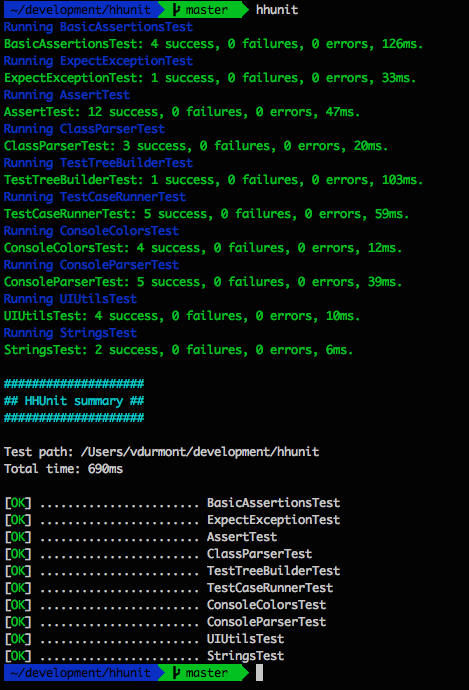 ~/development/hhunit master hhunit
Running BasicAssertionsTest
BasicAssertionsTest: 4 success, 0 failures, 0 errors, 126ms.
Running ExpectExceptionTest
ExpectExceptionTest: 1 success, 0 failures, 0 errors, 33ms.
Running AssertTest
AssertTest: 12 success, 0 failures, 0 errors, 47ms.
Running ClassParserTest
ClassParserTest: 3 success, 0 failures, 0 errors, 20ms.
Running TestTreeBuilderTest
TestTreeBuilderTest: 1 success, 0 failures, 0 errors, 103ms.
Running TestCaseRunnerTest
TestCaseRunnerTest: 5 success, 0 failures, 0 errors, 59ms.
Running ConsoleColorsTest
ConsoleColorsTest: 4 success, 0 failures, 0 errors, 12ms.
Running ConsoleParserTest
ConsoleParserTest: 5 success, 0 failures, 0 errors, 39ms.
Running UIUtilsTest
UIUtilsTest: 4 success, 0 failures, 0 errors, 10ms.
Running StringsTest
StringsTest: 2 success, 0 failures, 0 errors, 6ms.
####################
## HHUnit summary ##
####################
Test path: /Users/vdurmont/development/hhunit
Total time: 690ms
[OK] ....................... BasicAssertionsTest
[OK] ....................... ExpectExceptionTest
[OK] ....................... AssertTest
[OK] ....................... ClassParserTest
[OK] ....................... TestTreeBuilderTest
[OK] ....................... TestCaseRunnerTest
[OK] ....................... ConsoleColorsTest
[OK] ....................... ConsoleParserTest
[OK] ....................... UIUtilsTest
[OK] ....................... StringsTest
~/development/hhunit master